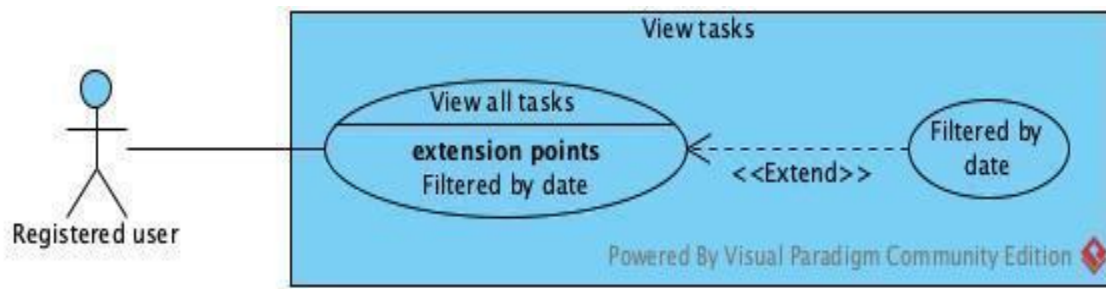 View tasks
View all tasks
extension points
Filtered by date
<<Extend>>
Filtered by
date
Registered user
Powered By Visual Paradigm Community Edition